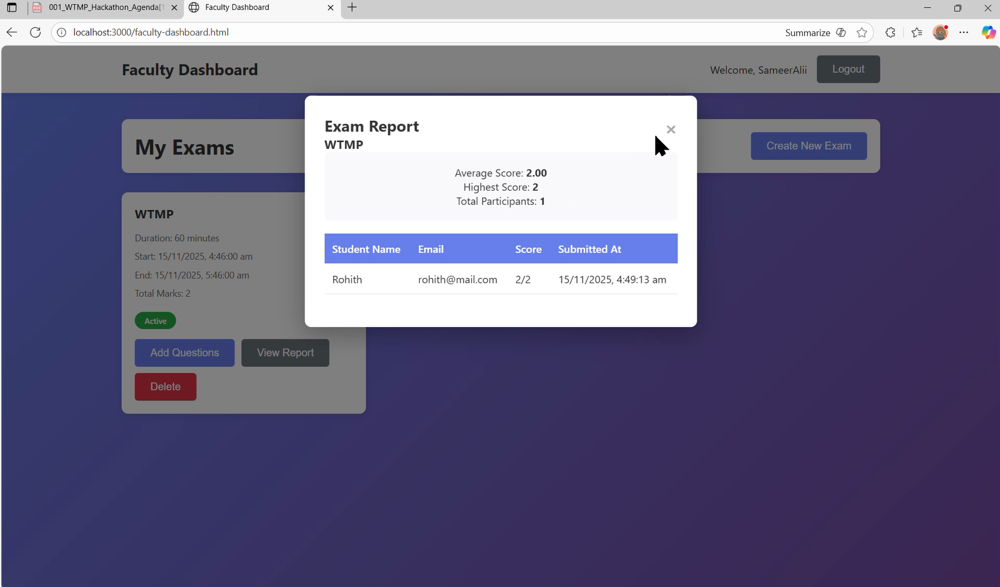 001_WTMP_Hackathon_Agenda[1
Faculty Dashboard
localhost:3000/faculty-dashboard.html
Summarize
Faculty Dashboard
Welcome, SameerAlii
Logout
My Exams
Create New Exam
Exam Report
×
WTMP
Average Score: 2.00
Highest Score: 2
Total Participants: 1
Student Name Email Score Submitted At
Rohith rohith@mail.com 2/2 15/11/2025, 4:49:13 am
WTMP
Duration: 60 minutes
Start: 15/11/2025, 4:46:00 am
End: 15/11/2025, 5:46:00 am
Total Marks: 2
Active
Add Questions
View Report
Delete